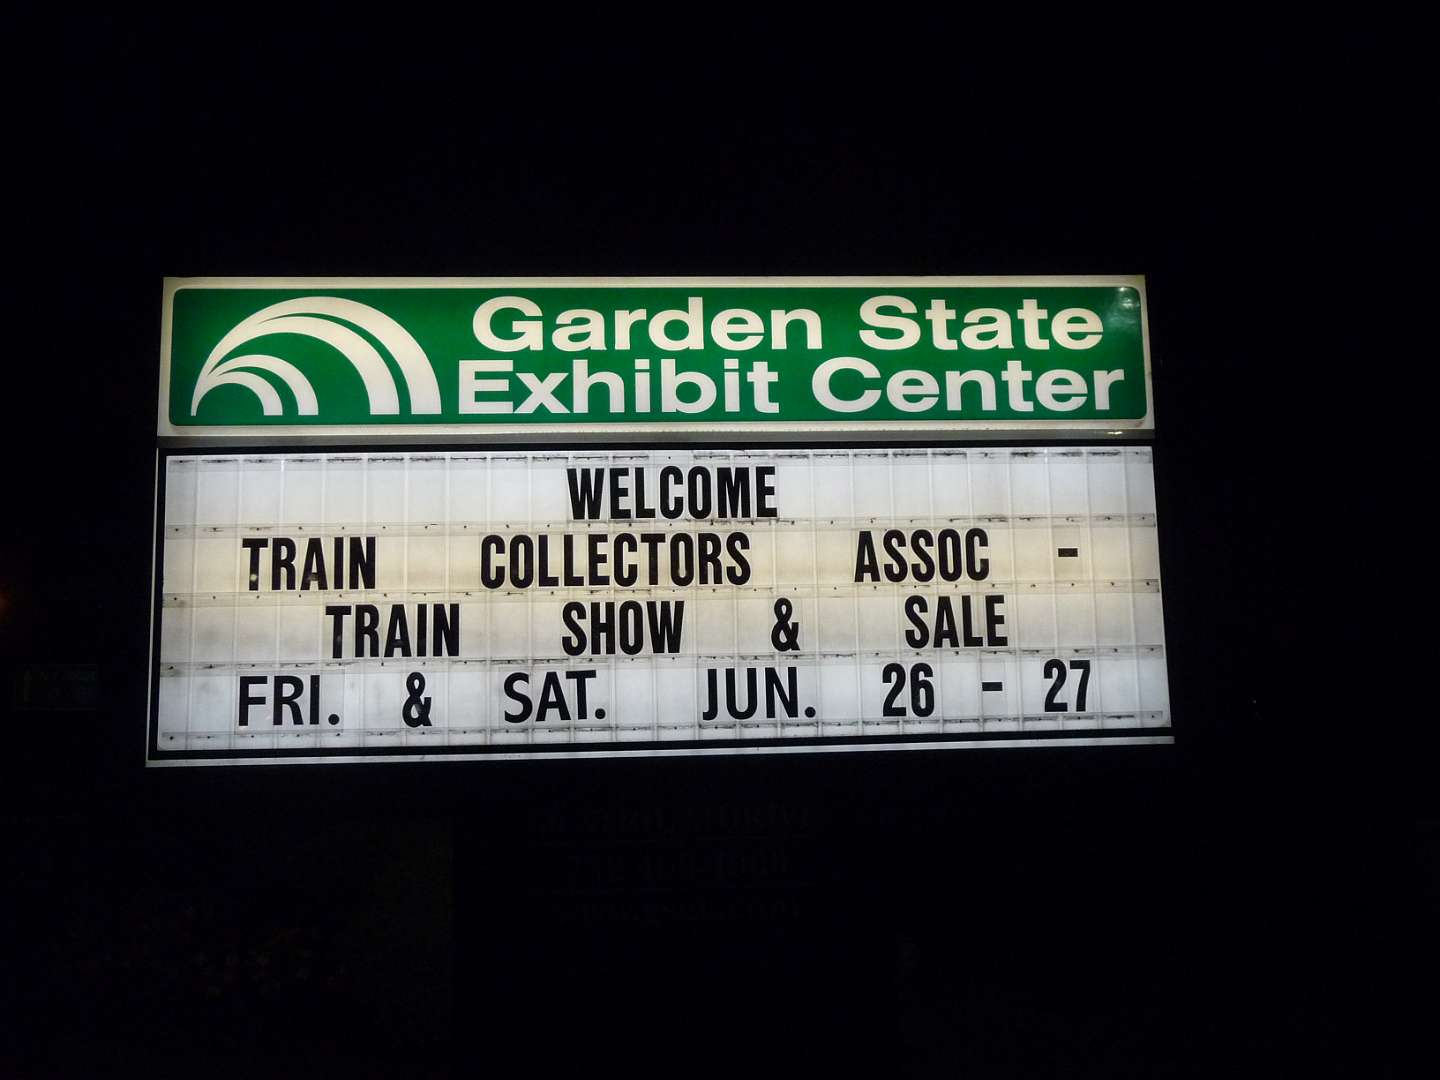 Garden State
Exhibit Center
WELCOME
TRAIN COLLECTORS ASSOC -
TRAIN SHOW & SALE
FRI. & SAT. JUN. 26 - 27